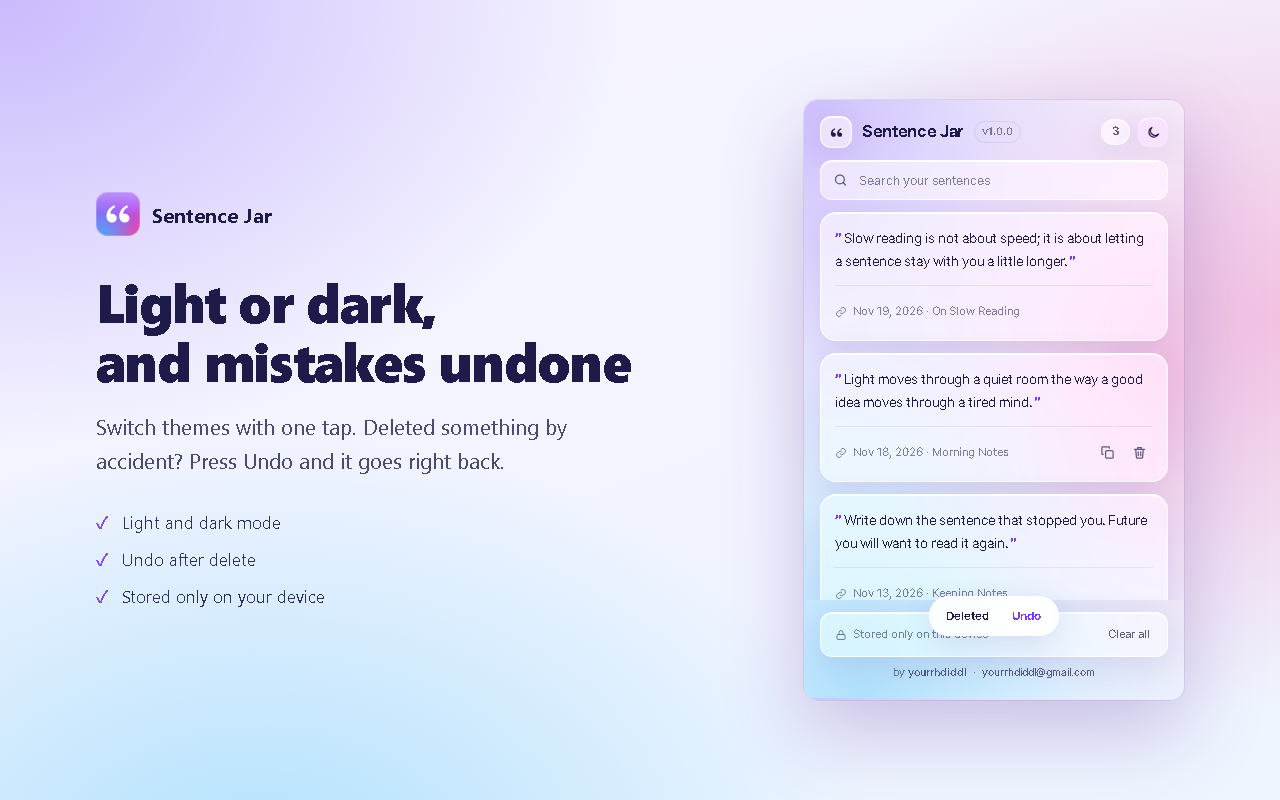 Sentence Jar
Light or dark,
and mistakes undone
Switch themes with one tap. Deleted something by
accident? Press Undo and it goes right back.
✓ Light and dark mode
✓ Undo after delete
✓ Stored only on your device
Sentence Jar v1.0.0 3
Search your sentences
" Slow reading is not about speed; it is about letting
a sentence stay with you a little longer. "
Nov 19, 2026 · On Slow Reading
" Light moves through a quiet room the way a good
idea moves through a tired mind. "
Nov 18, 2026 · Morning Notes
" Write down the sentence that stopped you. Future
you will want to read it again. "
Nov 13, 2026 · Keeping Notes
Deleted Undo
Stored only on this device Clear all
by yourrhdiddl · yourrhdiddl@gmail.com